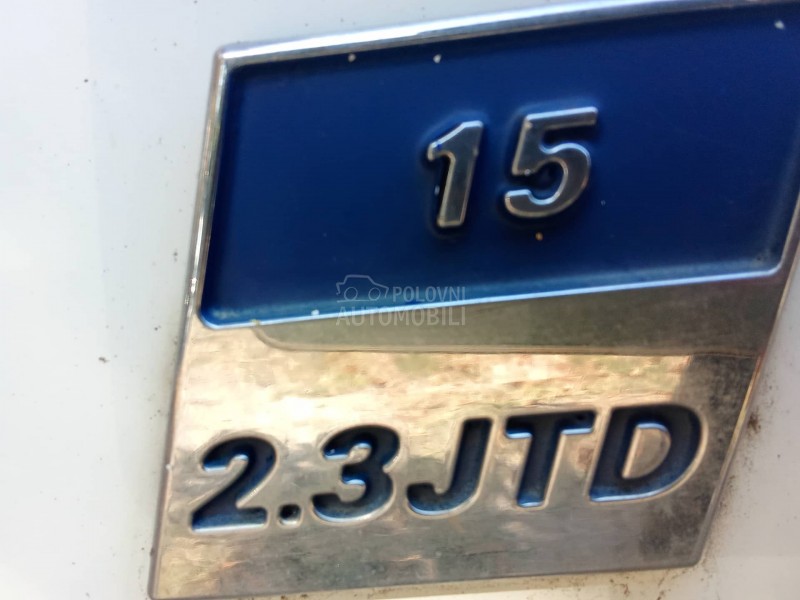 15
POLOVNI
AUTOMOBILI
2.3JTD